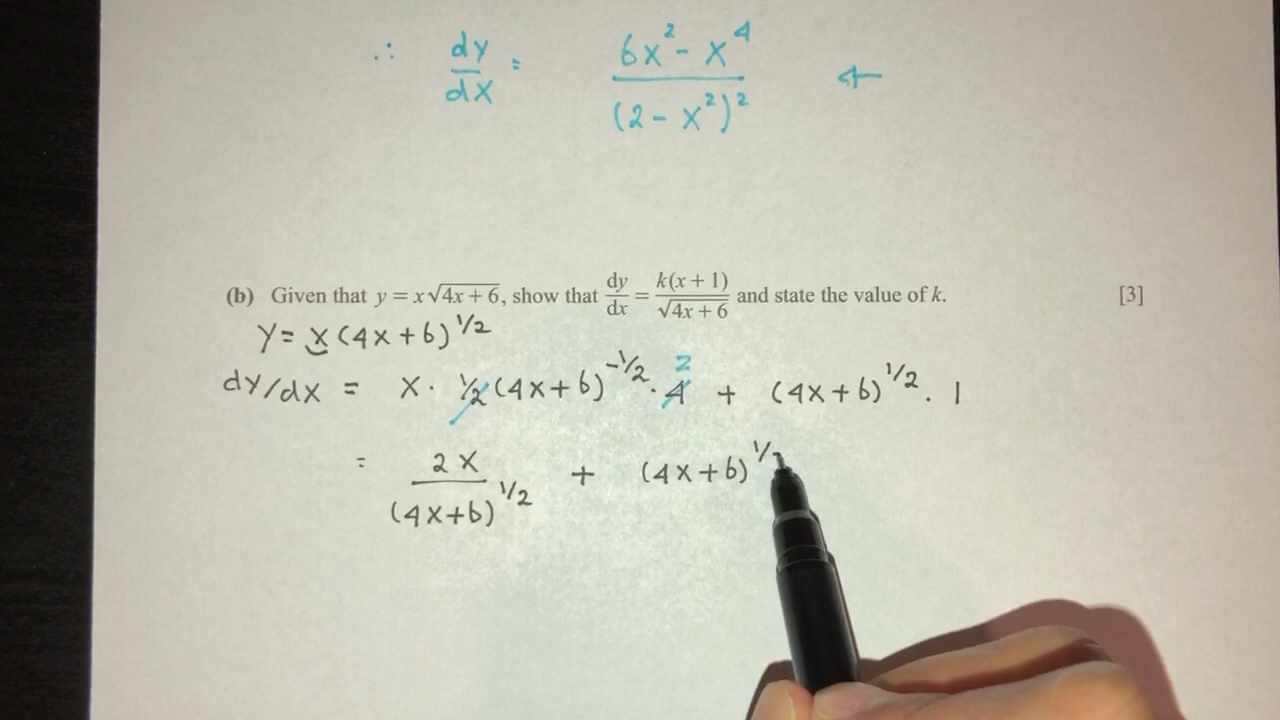 ∴ dy/dx = (6x² - x⁴)/(2 - x²)² ←
(b) Given that y = x√(4x + 6), show that dy/dx = k(x + 1)/√(4x + 6) and state the value of k. [3]
y = x(4x+6)^1/2
dy/dx = x · 1/2(4x+6)^-1/2 · 4 2 + (4x+6)^1/2 · 1
= 2x/(4x+6)^1/2 + (4x+6)^1/2